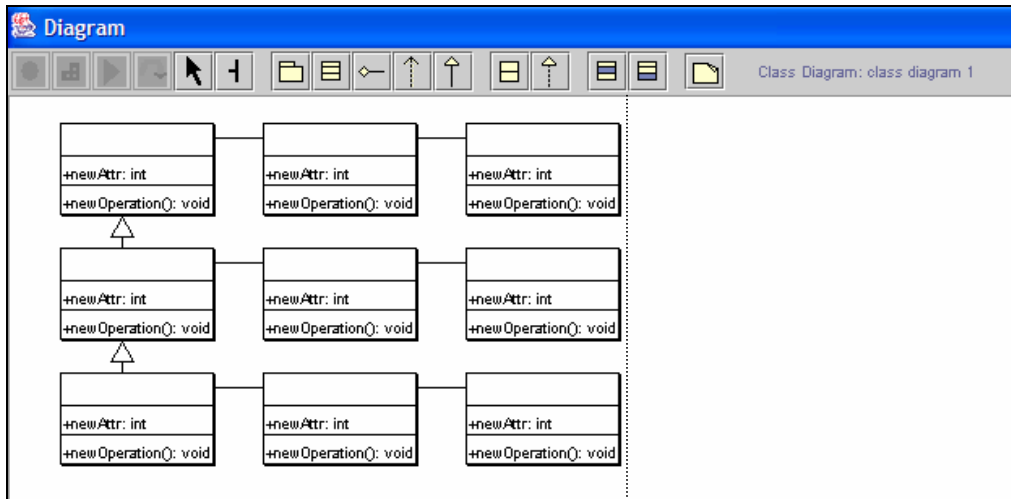 Diagram
Class Diagram: class diagram 1
+newAttr: int +newAttr: int +newAttr: int
+newOperation(): void +newOperation(): void +newOperation(): void
+newAttr: int +newAttr: int +newAttr: int
+newOperation(): void +newOperation(): void +newOperation(): void
+newAttr: int +newAttr: int +newAttr: int
+newOperation(): void +newOperation(): void +newOperation(): void